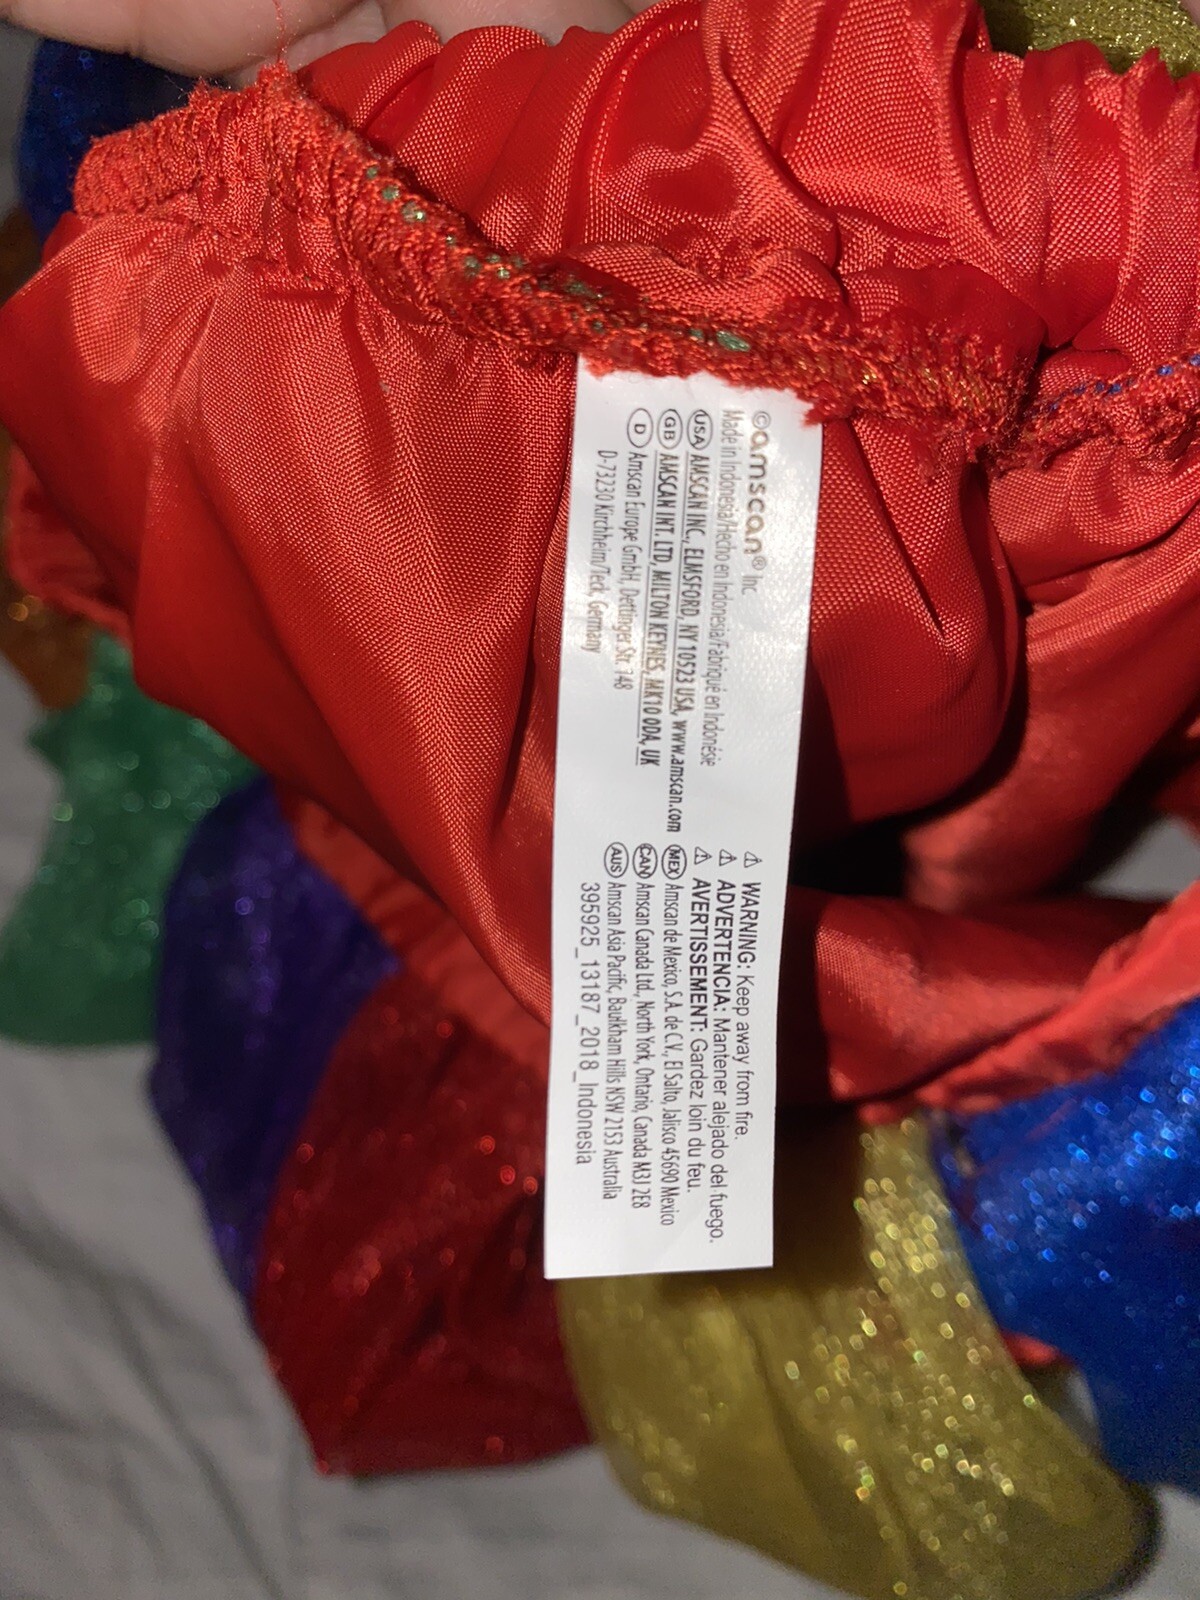 ©amscan® Inc.
Made in Indonesia/Hecho en Indonesia/Fabriqué en Indonésie
USA AMSCAN INC., ELMSFORD, NY 10523 USA, www.amscan.com
GB AMSCAN INT. LTD, MILTON KEYNES, MK10 0DA, UK
D Amscan Europe GmbH, Dettinger Str. 148
D-73230 Kirchheim/Teck, Germany
⚠ WARNING: Keep away from fire.
⚠ ADVERTENCIA: Mantener alejado del fuego.
⚠ AVERTISSEMENT: Gardez loin du feu.
MEX Amscan de Mexico, S.A. de C.V., El Salto, Jalisco 45690 Mexico
CAN Amscan Canada Ltd., North York, Ontario, Canada M3J 2E8
AUS Amscan Asia Pacific, Baulkham Hills NSW 2153 Australia
395925_13187_2018_Indonesia